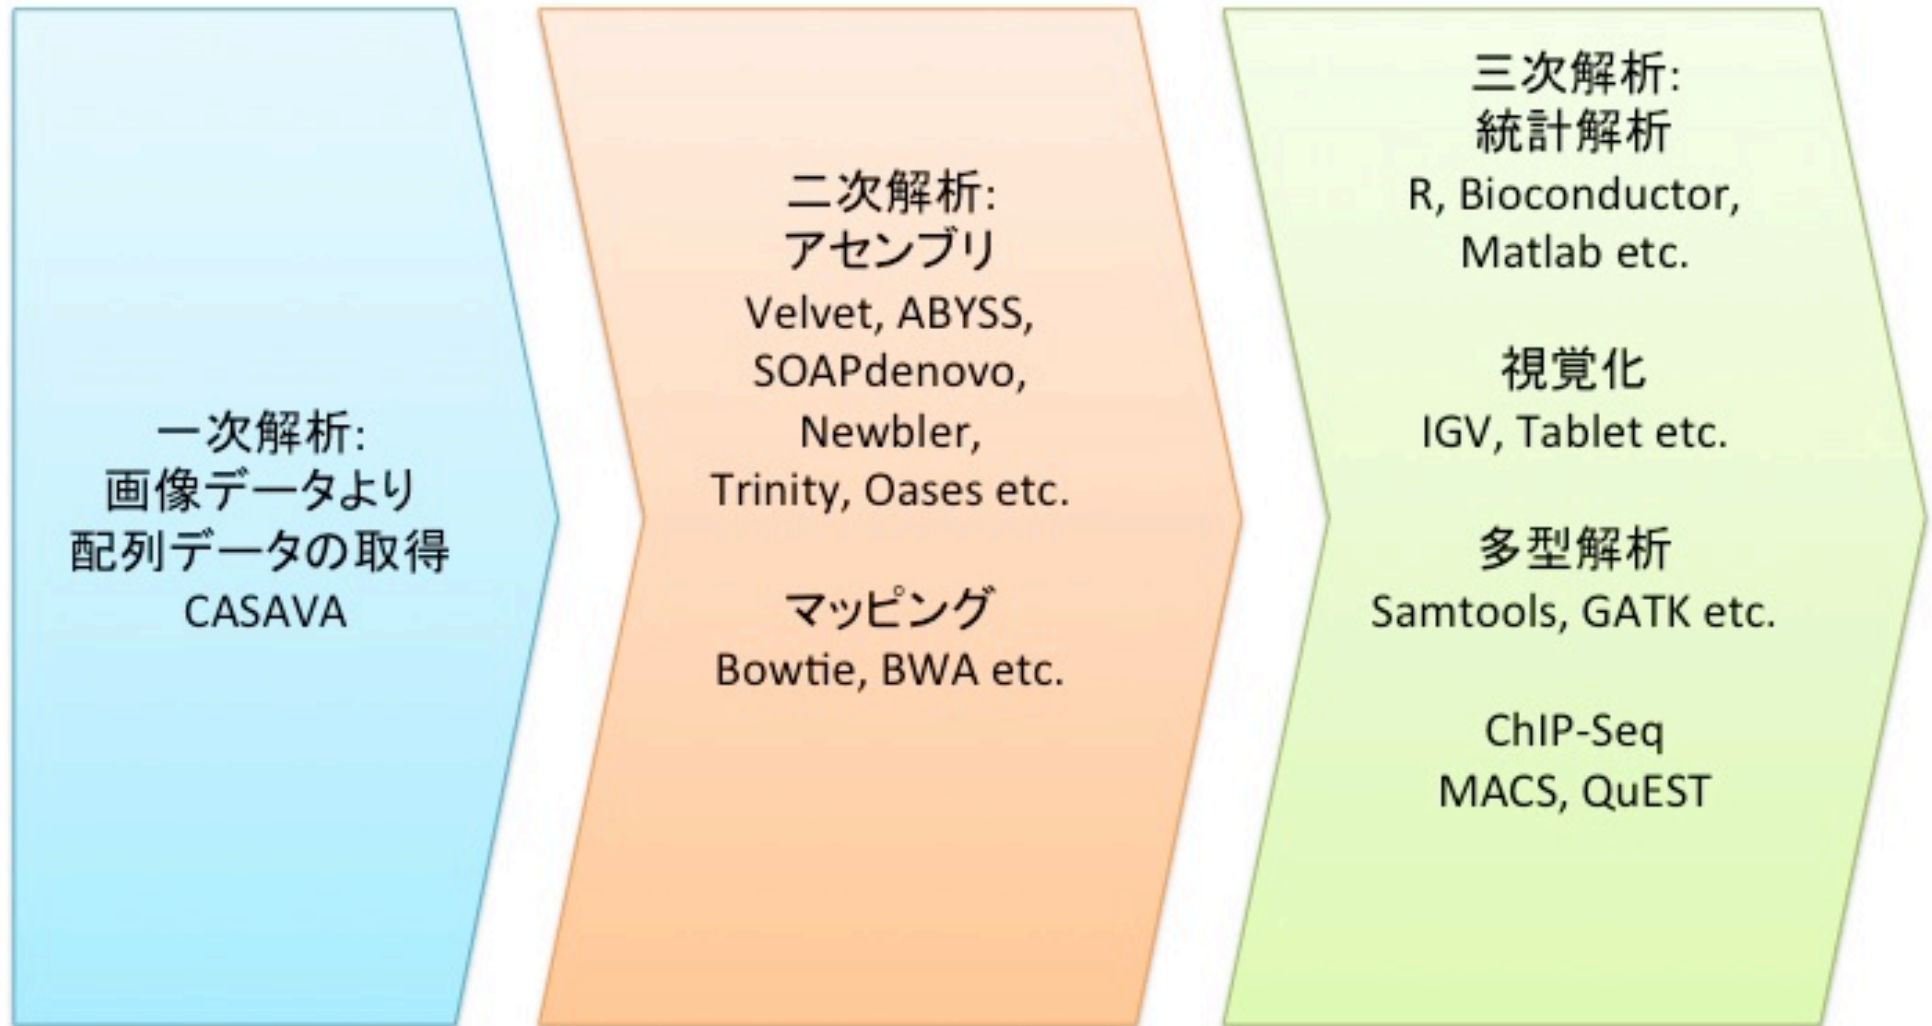 一次解析:
画像データより
配列データの取得
CASAVA
二次解析:
アセンブリ
Velvet, ABYSS,
SOAPdenovo,
Newbler,
Trinity, Oases etc.
マッピング
Bowtie, BWA etc.
三次解析:
統計解析
R, Bioconductor,
Matlab etc.
視覚化
IGV, Tablet etc.
多型解析
Samtools, GATK etc.
ChIP-Seq
MACS, QuEST